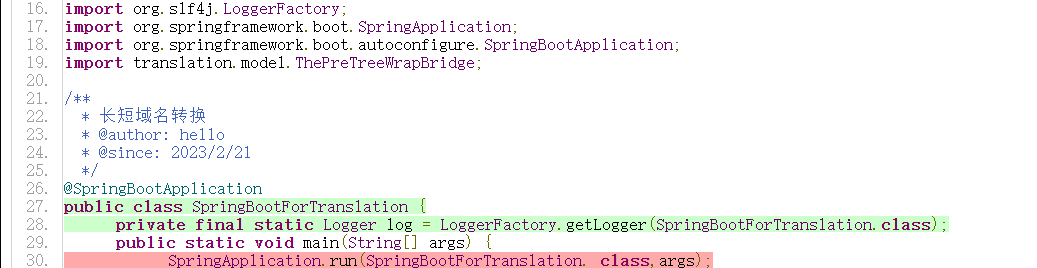 16. import org.slf4j.LoggerFactory;
17. import org.springframework.boot.SpringApplication;
18. import org.springframework.boot.autoconfigure.SpringBootApplication;
19. import translation.model.ThePreTreeWrapBridge;
20.
21. /**
22. * 长短域名转换
23. * @author: hello
24. * @since: 2023/2/21
25. */
26. @SpringBootApplication
27. public class SpringBootForTranslation {
28. private final static Logger log = LoggerFactory.getLogger(SpringBootForTranslation.class);
29. public static void main(String[] args) {
30. SpringApplication.run(SpringBootForTranslation. class,args);